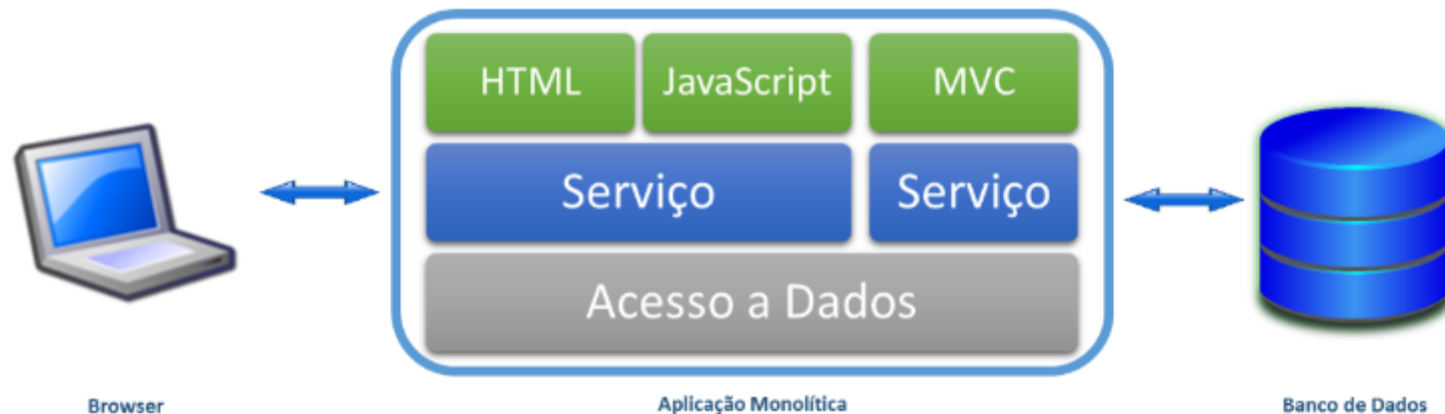 HTML
JavaScript
MVC
Serviço
Serviço
Acesso a Dados
Browser
Aplicação Monolítica
Banco de Dados